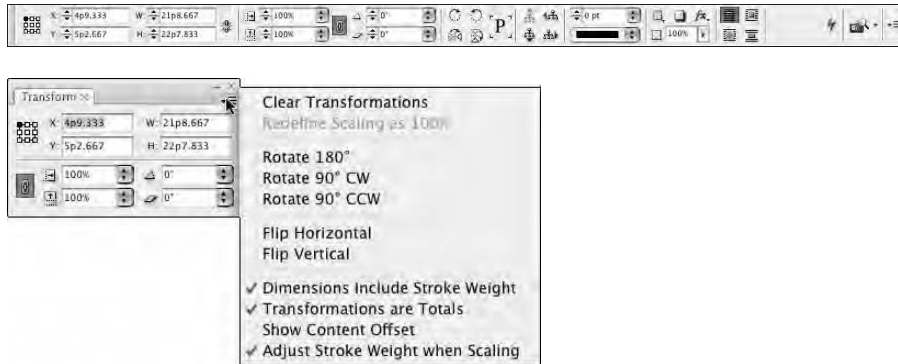 X: 4p9.333 W: 21p8.667 100% 0° P 0 pt fx.
Y: 5p2.667 H: 22p7.833 100% 0° 100%
Transform
X: 4p9.333 W: 21p8.667
Y: 5p2.667 H: 22p7.833
100% 0°
100% 0°
Clear Transformations
Redefine Scaling as 100%
Rotate 180°
Rotate 90° CW
Rotate 90° CCW
Flip Horizontal
Flip Vertical
Dimensions Include Stroke Weight
Transformations are Totals
Show Content Offset
Adjust Stroke Weight when Scaling